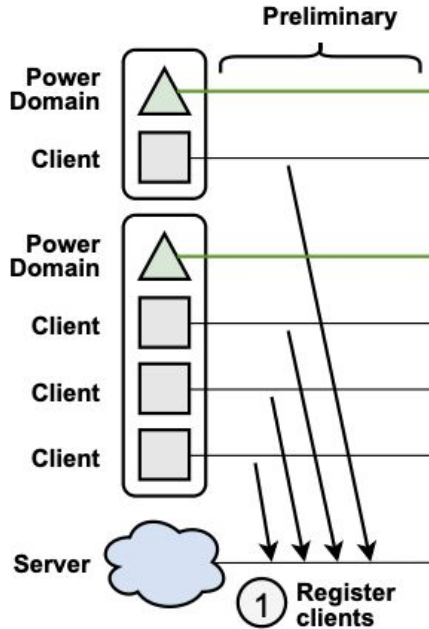 Preliminary
Power
Domain
Client
Power
Domain
Client
Client
Client
Server
1
Register
clients